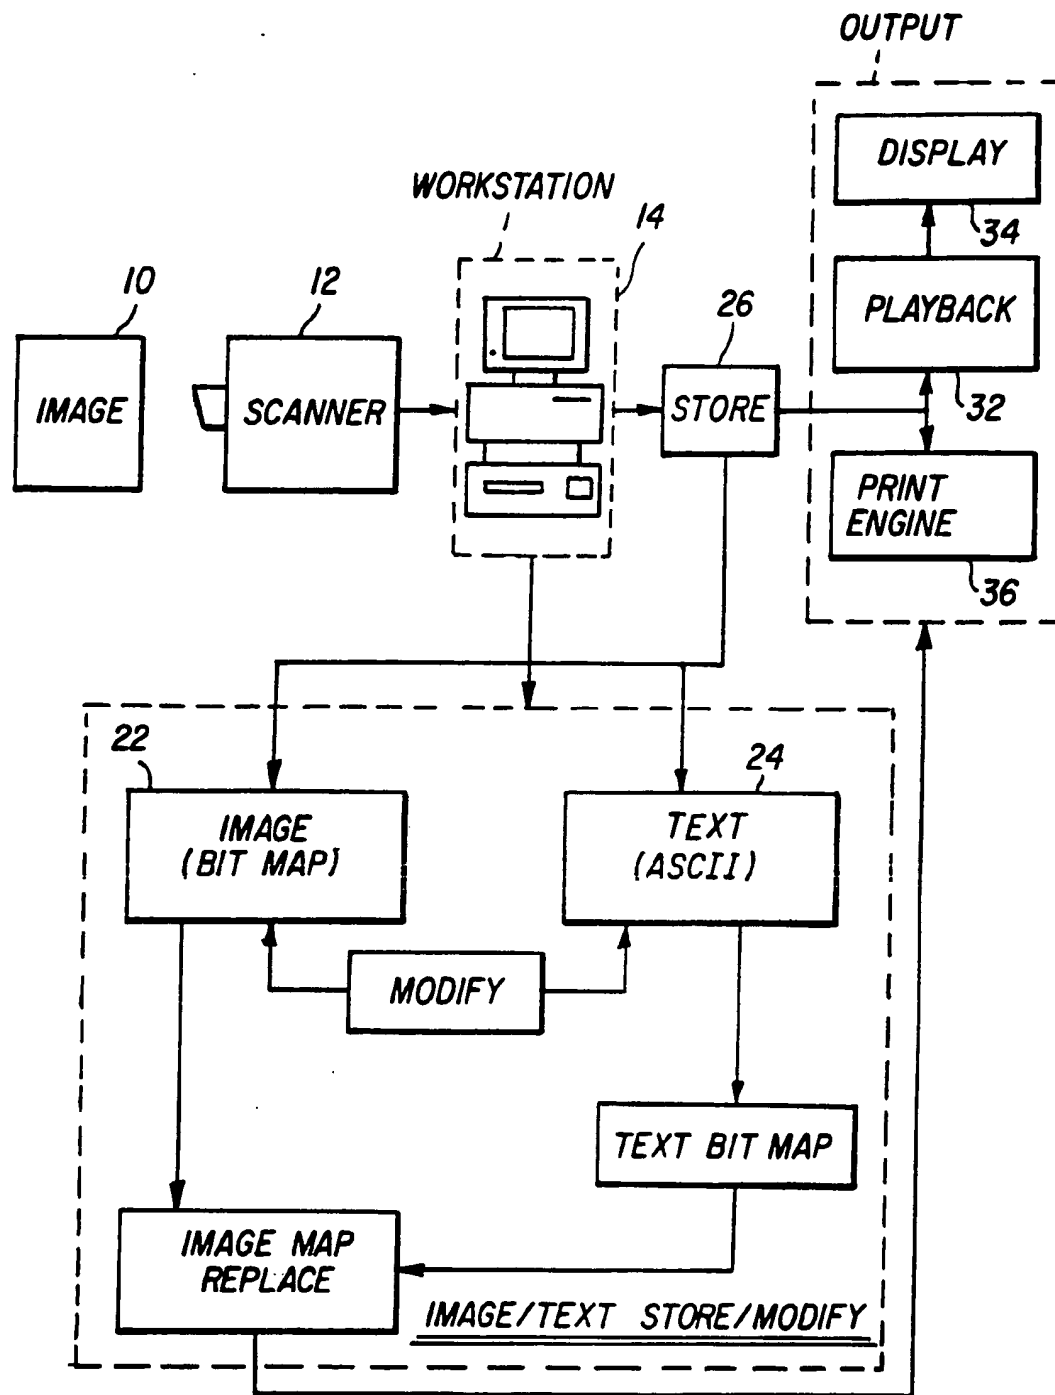 OUTPUT
DISPLAY
34
WORKSTATION
14
PLAYBACK
32
10
12
26
IMAGE
SCANNER
STORE
PRINT
ENGINE
36
22
24
IMAGE
(BIT MAP)
TEXT
(ASCII)
MODIFY
TEXT BIT MAP
IMAGE MAP
REPLACE
IMAGE/TEXT STORE/MODIFY